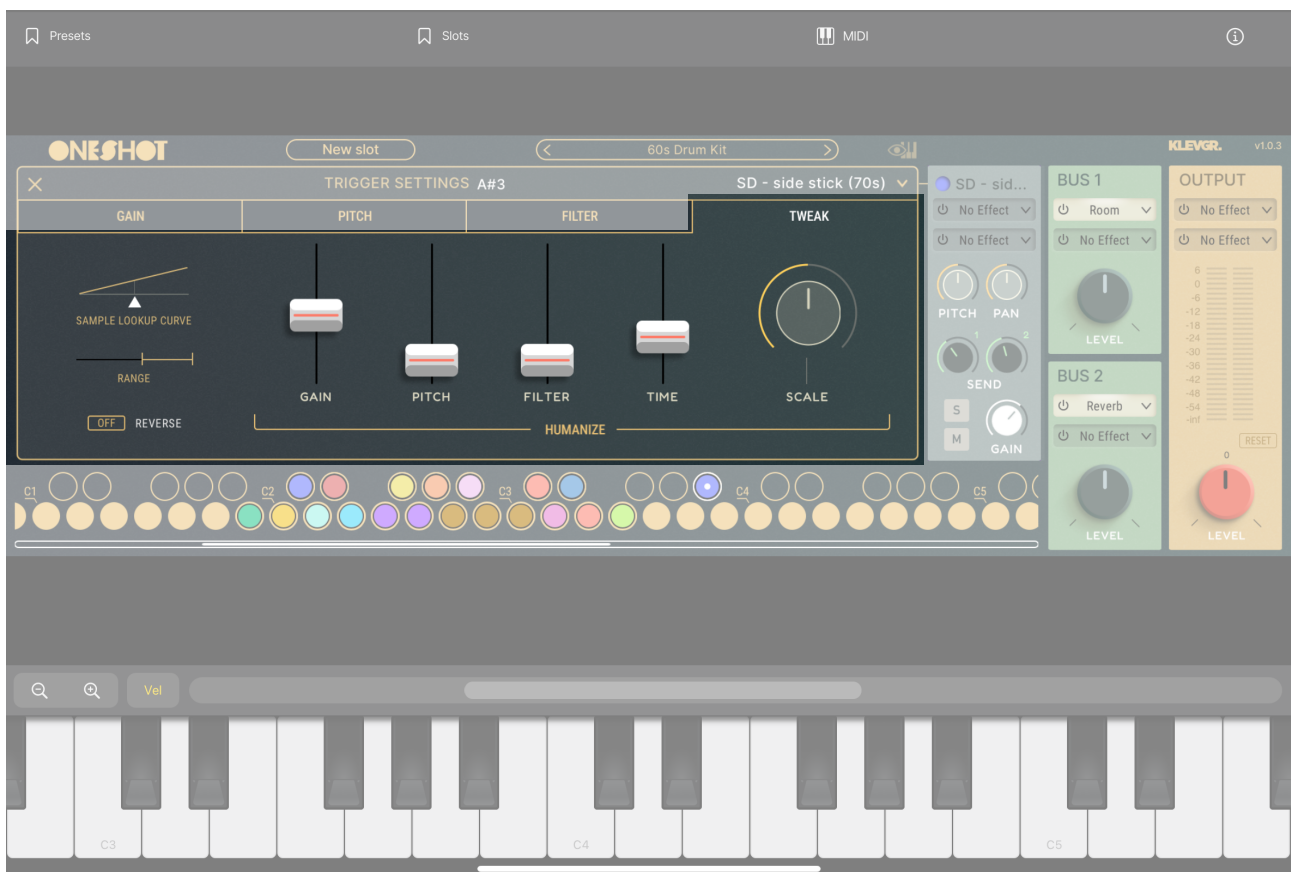 Presets
Slots
MIDI
ONESHOT
New slot
60s Drum Kit
KLEVGR.
v1.0.3
TRIGGER SETTINGS A#3
SD - side stick (70s)
GAIN
PITCH
FILTER
TWEAK
SAMPLE LOOKUP CURVE
RANGE
OFF REVERSE
GAIN
PITCH
FILTER
TIME
SCALE
HUMANIZE
SD - sid...
No Effect
No Effect
PITCH PAN
1 2
SEND
S
M
GAIN
BUS 1
Room
No Effect
LEVEL
BUS 2
Reverb
No Effect
LEVEL
OUTPUT
No Effect
No Effect
6
0
-6
-12
-18
-24
-30
-36
-42
-48
-54
-inf
RESET
0
LEVEL
C1
C2
C3
C4
C5
Vel
C3
C4
C5